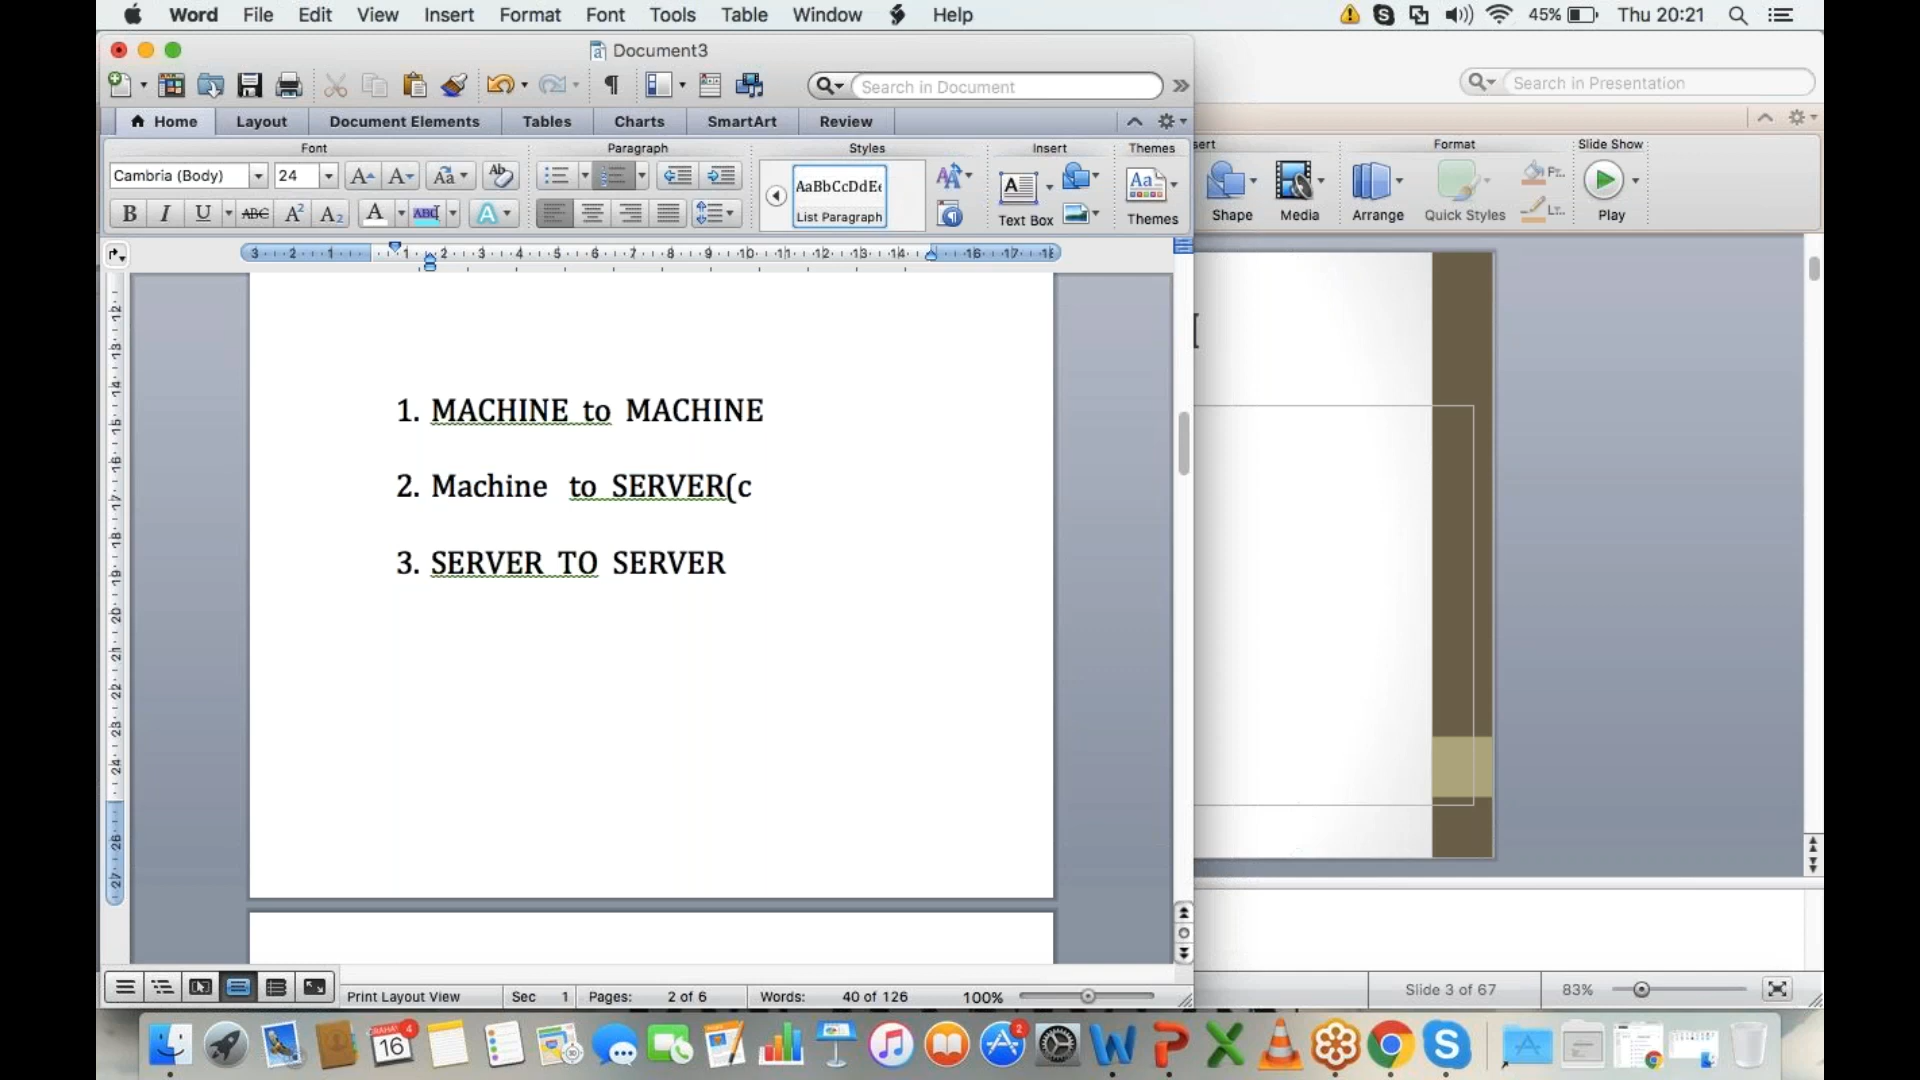 Word File Edit View Insert Format Font Tools Table Window Help 45% Thu 20:21
Document3
Search in Document
Search in Presentation
Home Layout Document Elements Tables Charts SmartArt Review
Font Paragraph Styles Insert Themes
Format Slide Show
Cambria (Body) 24
AaBbCcDdEe
List Paragraph
Text Box Themes
Shape Media Arrange Quick Styles Play
1. MACHINE to MACHINE
2. Machine to SERVER(c
3. SERVER TO SERVER
Print Layout View Sec 1 Pages: 2 of 6 Words: 40 of 126 100%
Slide 3 of 67 83%
16